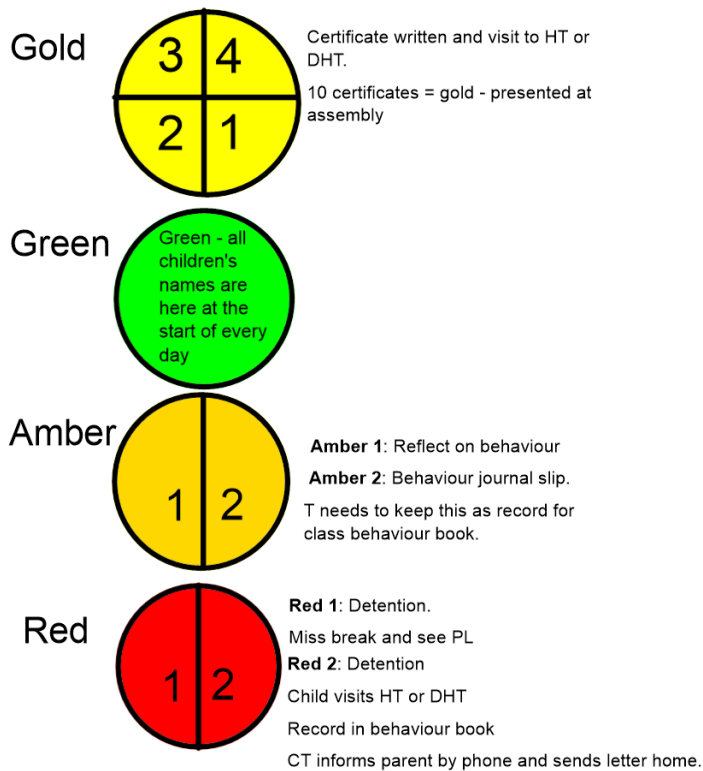 Gold
3 4
2 1
Certificate written and visit to HT or
DHT.
10 certificates = gold - presented at
assembly
Green
Green - all
children's
names are
here at the
start of every
day
Amber
1 2
Amber 1: Reflect on behaviour
Amber 2: Behaviour journal slip.
T needs to keep this as record for
class behaviour book.
Red
1 2
Red 1: Detention.
Miss break and see PL
Red 2: Detention
Child visits HT or DHT
Record in behaviour book
CT informs parent by phone and sends letter home.